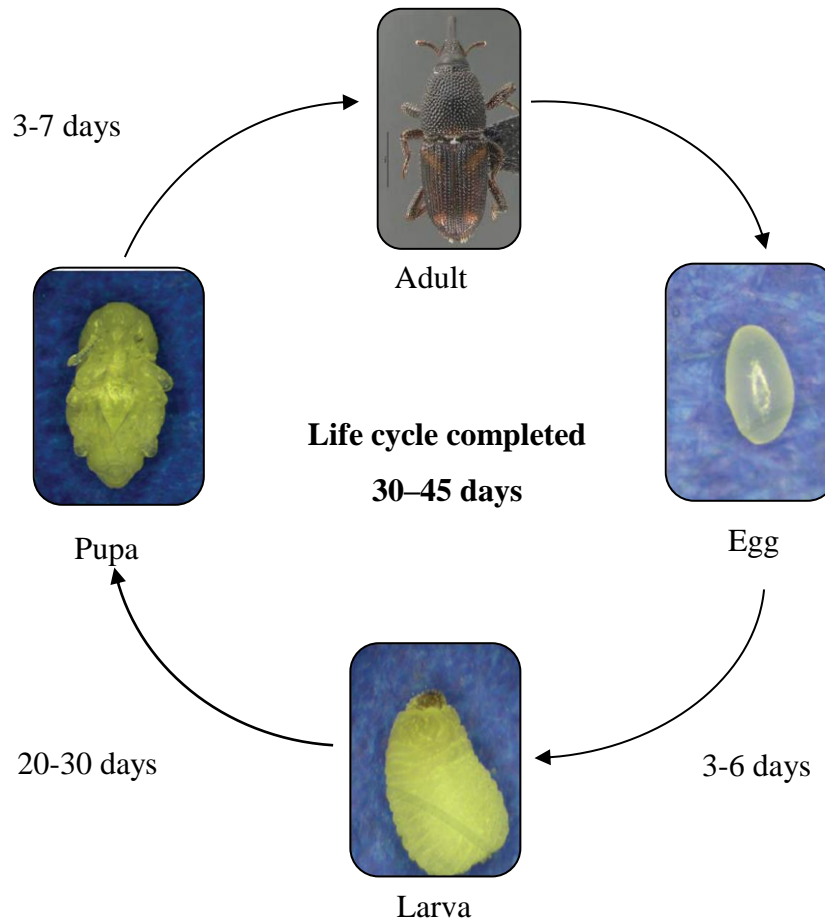 3-7 days
Adult
Life cycle completed
30–45 days
Pupa
Egg
20-30 days
3-6 days
Larva